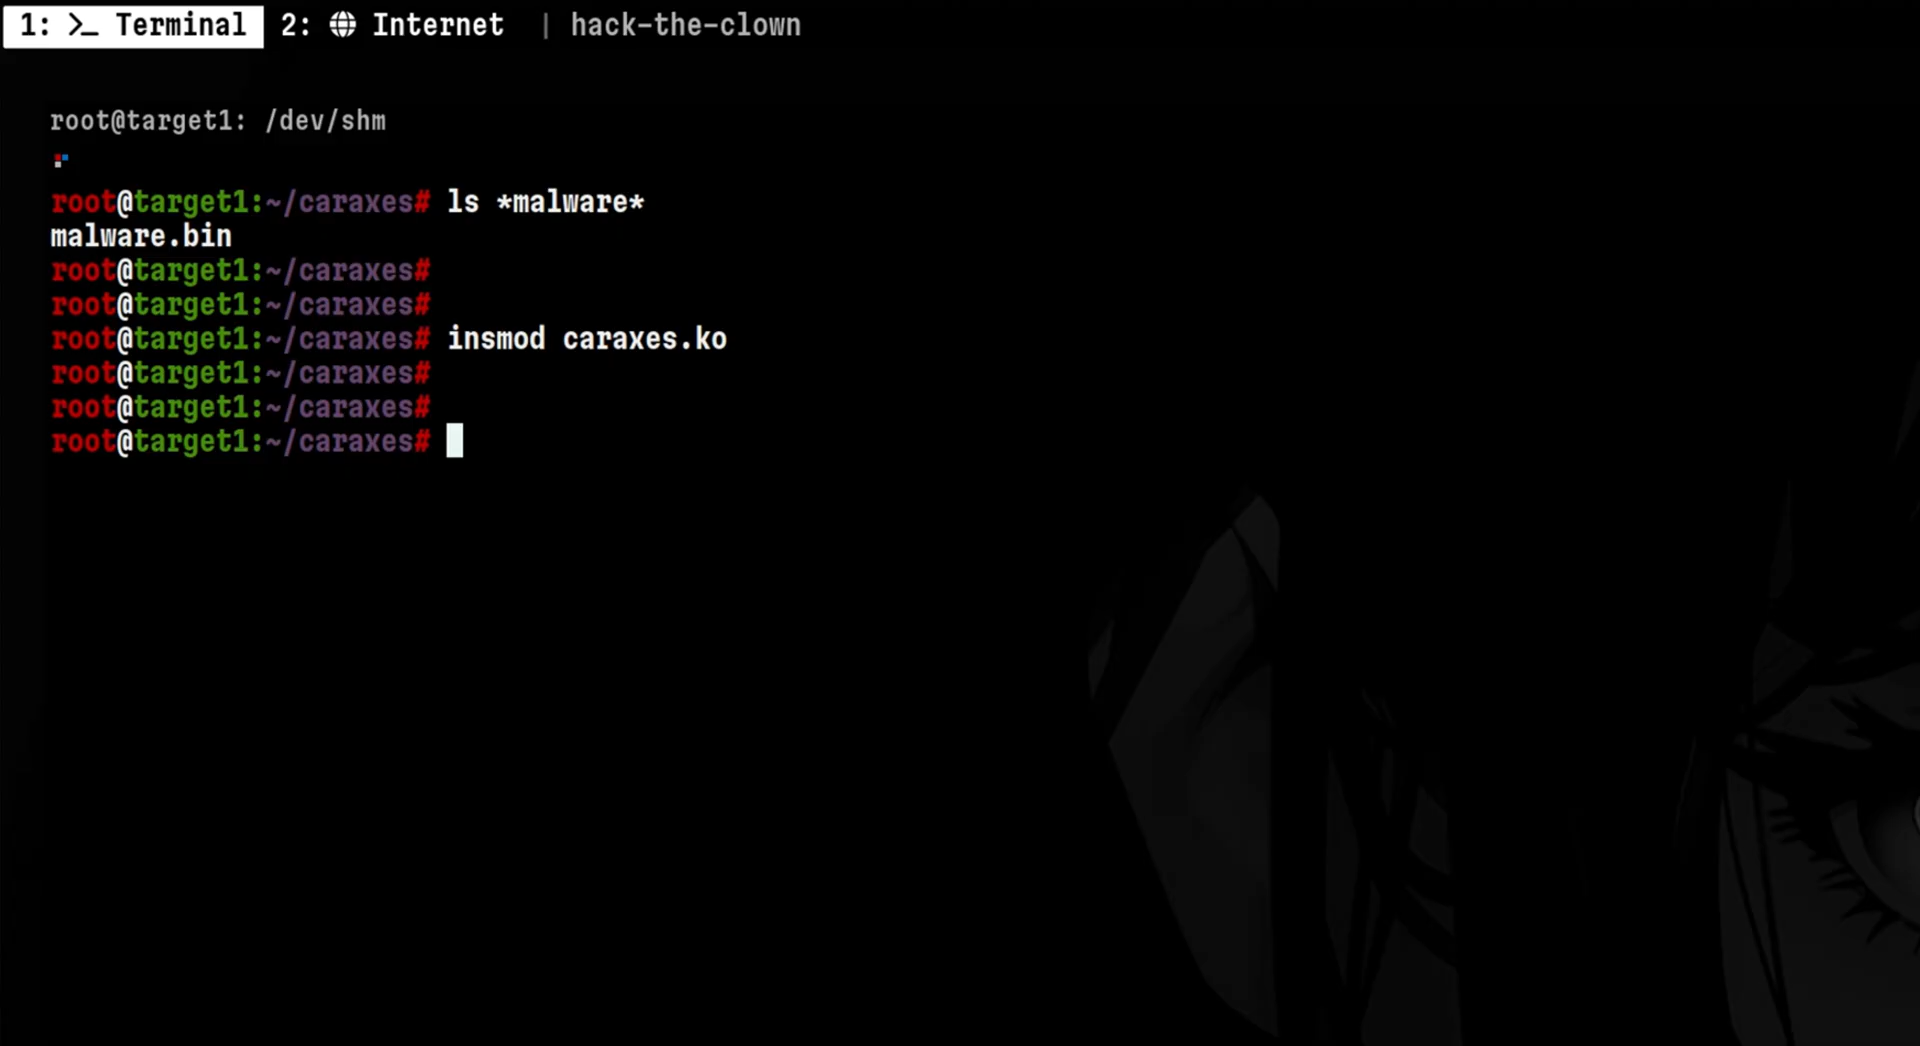 1: >_ Terminal 2: Internet | hack-the-clown
root@target1: /dev/shm
root@target1:~/caraxes# ls *malware*
malware.bin
root@target1:~/caraxes#
root@target1:~/caraxes#
root@target1:~/caraxes# insmod caraxes.ko
root@target1:~/caraxes#
root@target1:~/caraxes#
root@target1:~/caraxes#